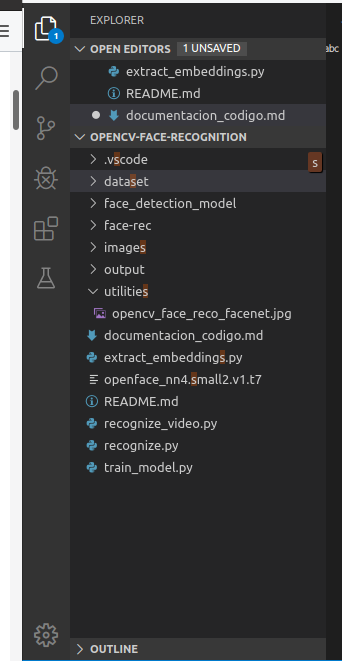 EXPLORER
OPEN EDITORS 1 UNSAVED
1
abc
extract_embeddings.py
README.md
documentacion_codigo.md
OPENCV-FACE-RECOGNITION
.vscode
s
dataset
face_detection_model
face-rec
images
output
utilities
opencv_face_reco_facenet.jpg
documentacion_codigo.md
extract_embeddings.py
openface_nn4.small2.v1.t7
README.md
recognize_video.py
recognize.py
train_model.py
OUTLINE